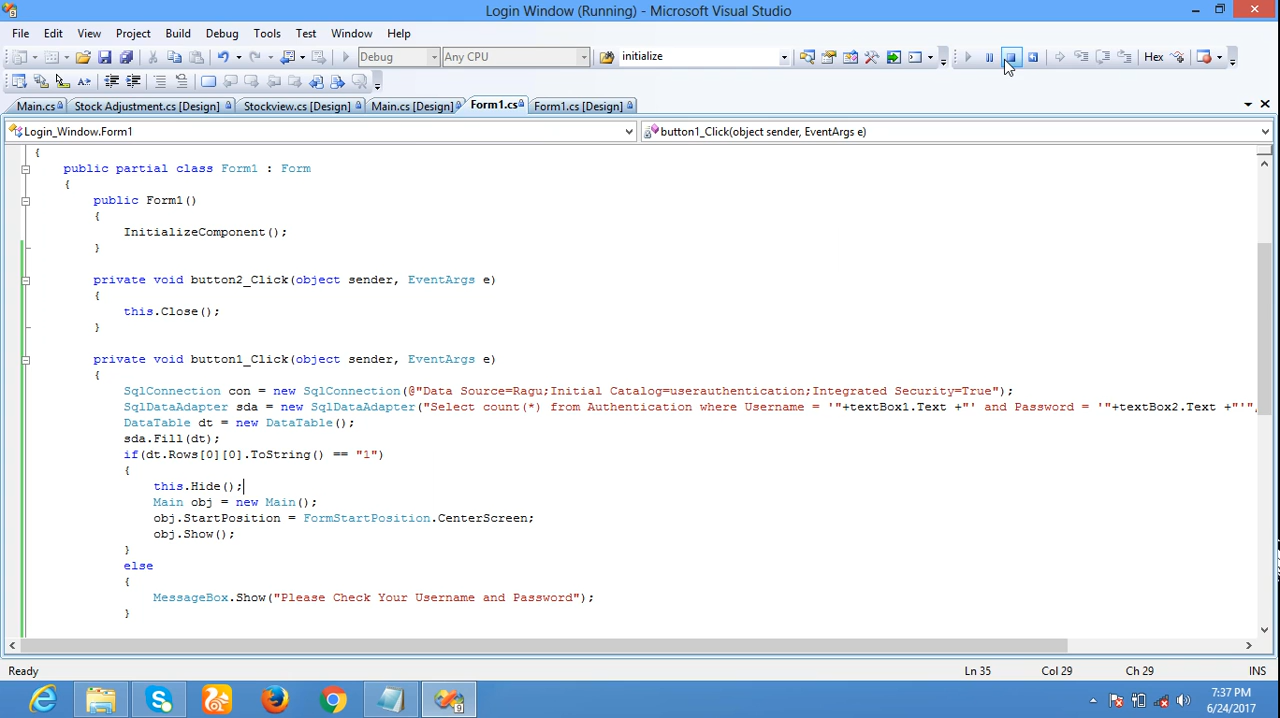 Login Window (Running) - Microsoft Visual Studio
File Edit View Project Build Debug Tools Test Window Help
Debug Any CPU initialize Hex
Main.cs Stock Adjustment.cs [Design] Stockview.cs [Design] Main.cs [Design] Form1.cs Form1.cs [Design]
Login_Window.Form1 button1_Click(object sender, EventArgs e)
{
public partial class Form1 : Form
{
public Form1()
{
InitializeComponent();
}
private void button2_Click(object sender, EventArgs e)
{
this.Close();
}
private void button1_Click(object sender, EventArgs e)
{
SqlConnection con = new SqlConnection(@"Data Source=Ragu;Initial Catalog=userauthentication;Integrated Security=True");
SqlDataAdapter sda = new SqlDataAdapter("Select count(*) from Authentication where Username = '"+textBox1.Text +"' and Password = '"+textBox2.Text +"'",
DataTable dt = new DataTable();
sda.Fill(dt);
if(dt.Rows[0][0].ToString() == "1")
{
this.Hide();
Main obj = new Main();
obj.StartPosition = FormStartPosition.CenterScreen;
obj.Show();
}
else
{
MessageBox.Show("Please Check Your Username and Password");
}
Ready Ln 35 Col 29 Ch 29 INS
7:37 PM
6/24/2017